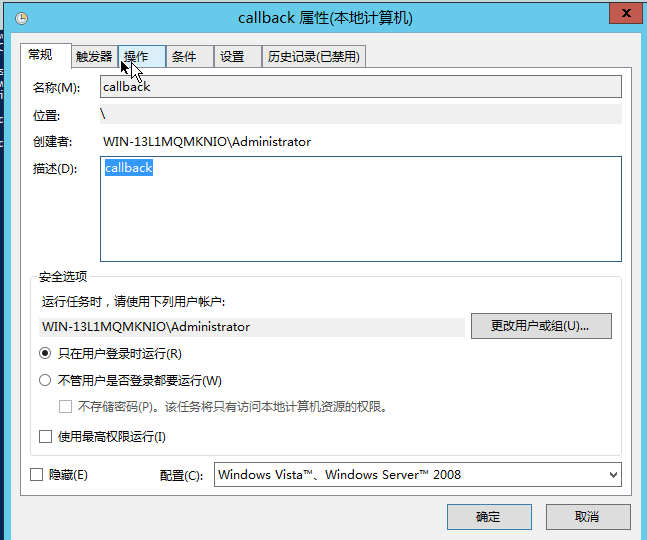 callback 属性(本地计算机)
x
常规 触发器 操作 条件 设置 历史记录(已禁用)
名称(M): callback
位置: \
创建者: WIN-13L1MQMKNIO\Administrator
描述(D): callback
安全选项
运行任务时，请使用下列用户帐户:
WIN-13L1MQMKNIO\Administrator 更改用户或组(U)...
只在用户登录时运行(R)
不管用户是否登录都要运行(W)
不存储密码(P)。该任务将只有访问本地计算机资源的权限。
使用最高权限运行(I)
隐藏(E) 配置(C): Windows Vista™、Windows Server™ 2008
确定 取消